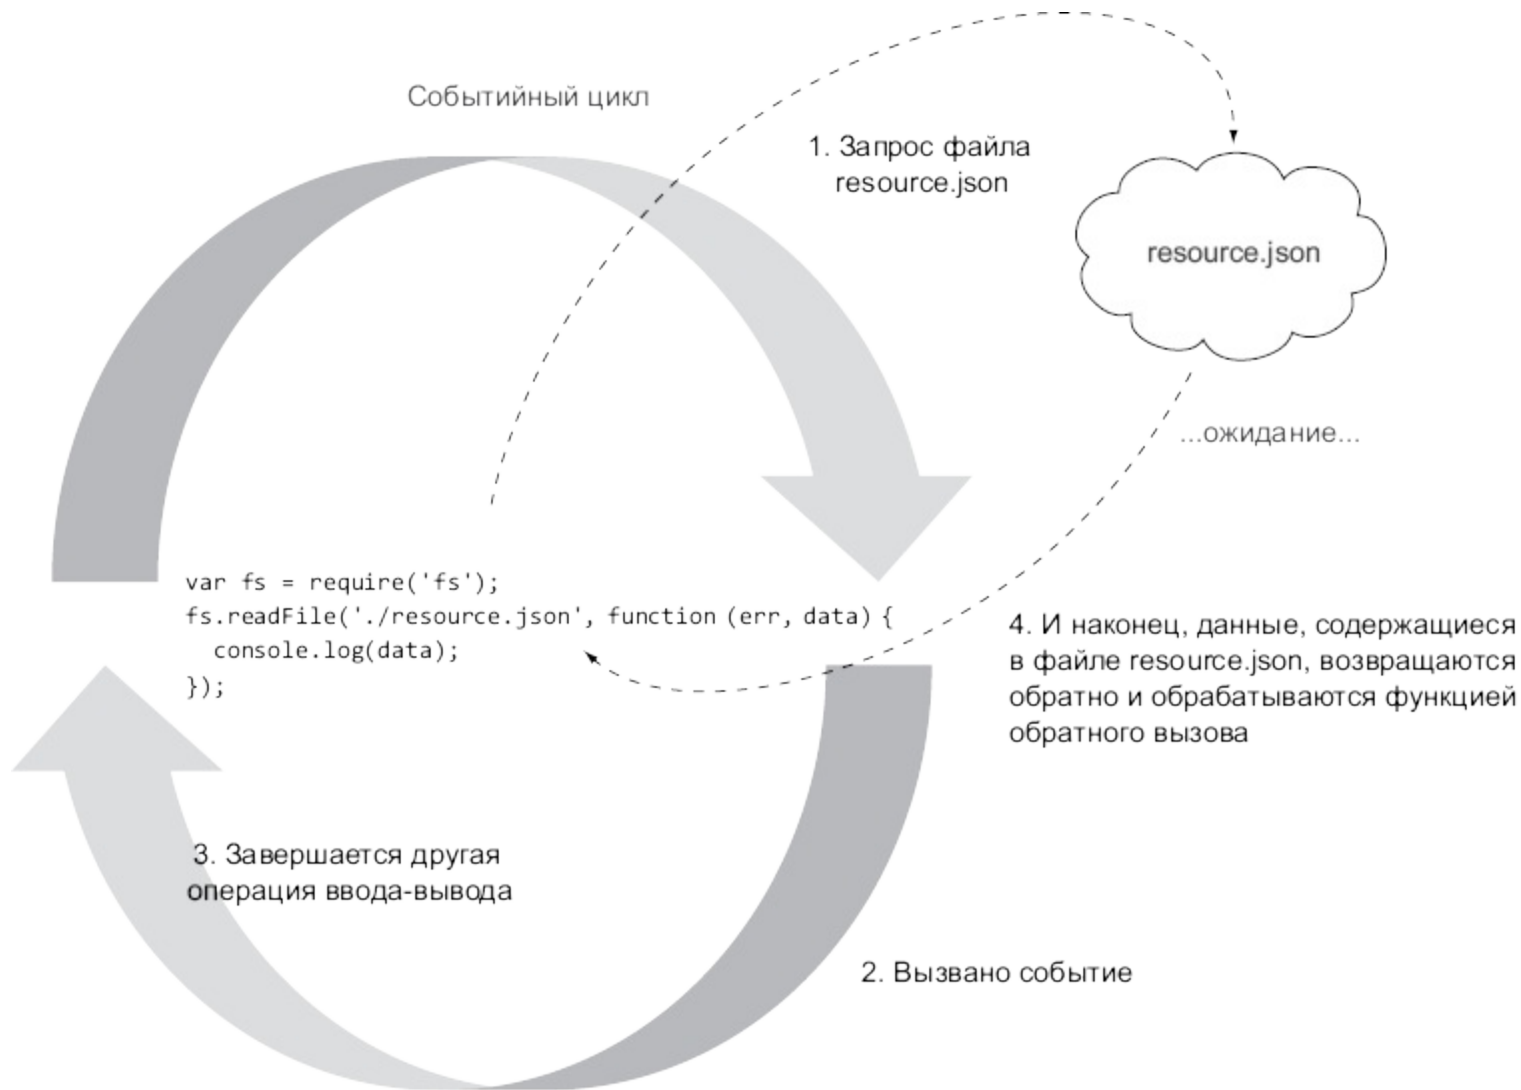 Событийный цикл
1. Запрос файла
resource.json
resource.json
...ожидание...
var fs = require('fs');
fs.readFile('./resource.json', function (err, data) {
  console.log(data);
});
4. И наконец, данные, содержащиеся
в файле resource.json, возвращаются
обратно и обрабатываются функцией
обратного вызова
3. Завершается другая
операция ввода-вывода
2. Вызвано событие